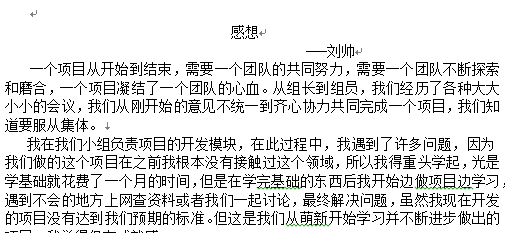 感想
——刘帅
一个项目从开始到结束，需要一个团队的共同努力，需要一个团队不断探索
和磨合，一个项目凝结了一个团队的心血。从组长到组员，我们经历了各种大大
小小的会议，我们从刚开始的意见不统一到齐心协力共同完成一个项目，我们知
道要服从集体。
我在我们小组负责项目的开发模块，在此过程中，我遇到了许多问题，因为
我们做的这个项目在之前我根本没有接触过这个领域，所以我得重头学起，光是
学基础就花费了一个月的时间，但是在学完基础的东西后我开始边做项目边学习，
遇到不会的地方上网查资料或者我们一起讨论，最终解决问题，虽然我现在开发
的项目没有达到我们预期的标准。但这是我们从萌新开始学习并不断进步做出的